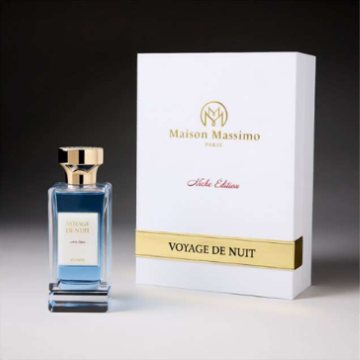 Maison Massimo
PARIS
Niche Edition
VOYAGE DE NUIT
VOYAGE
DE NUIT